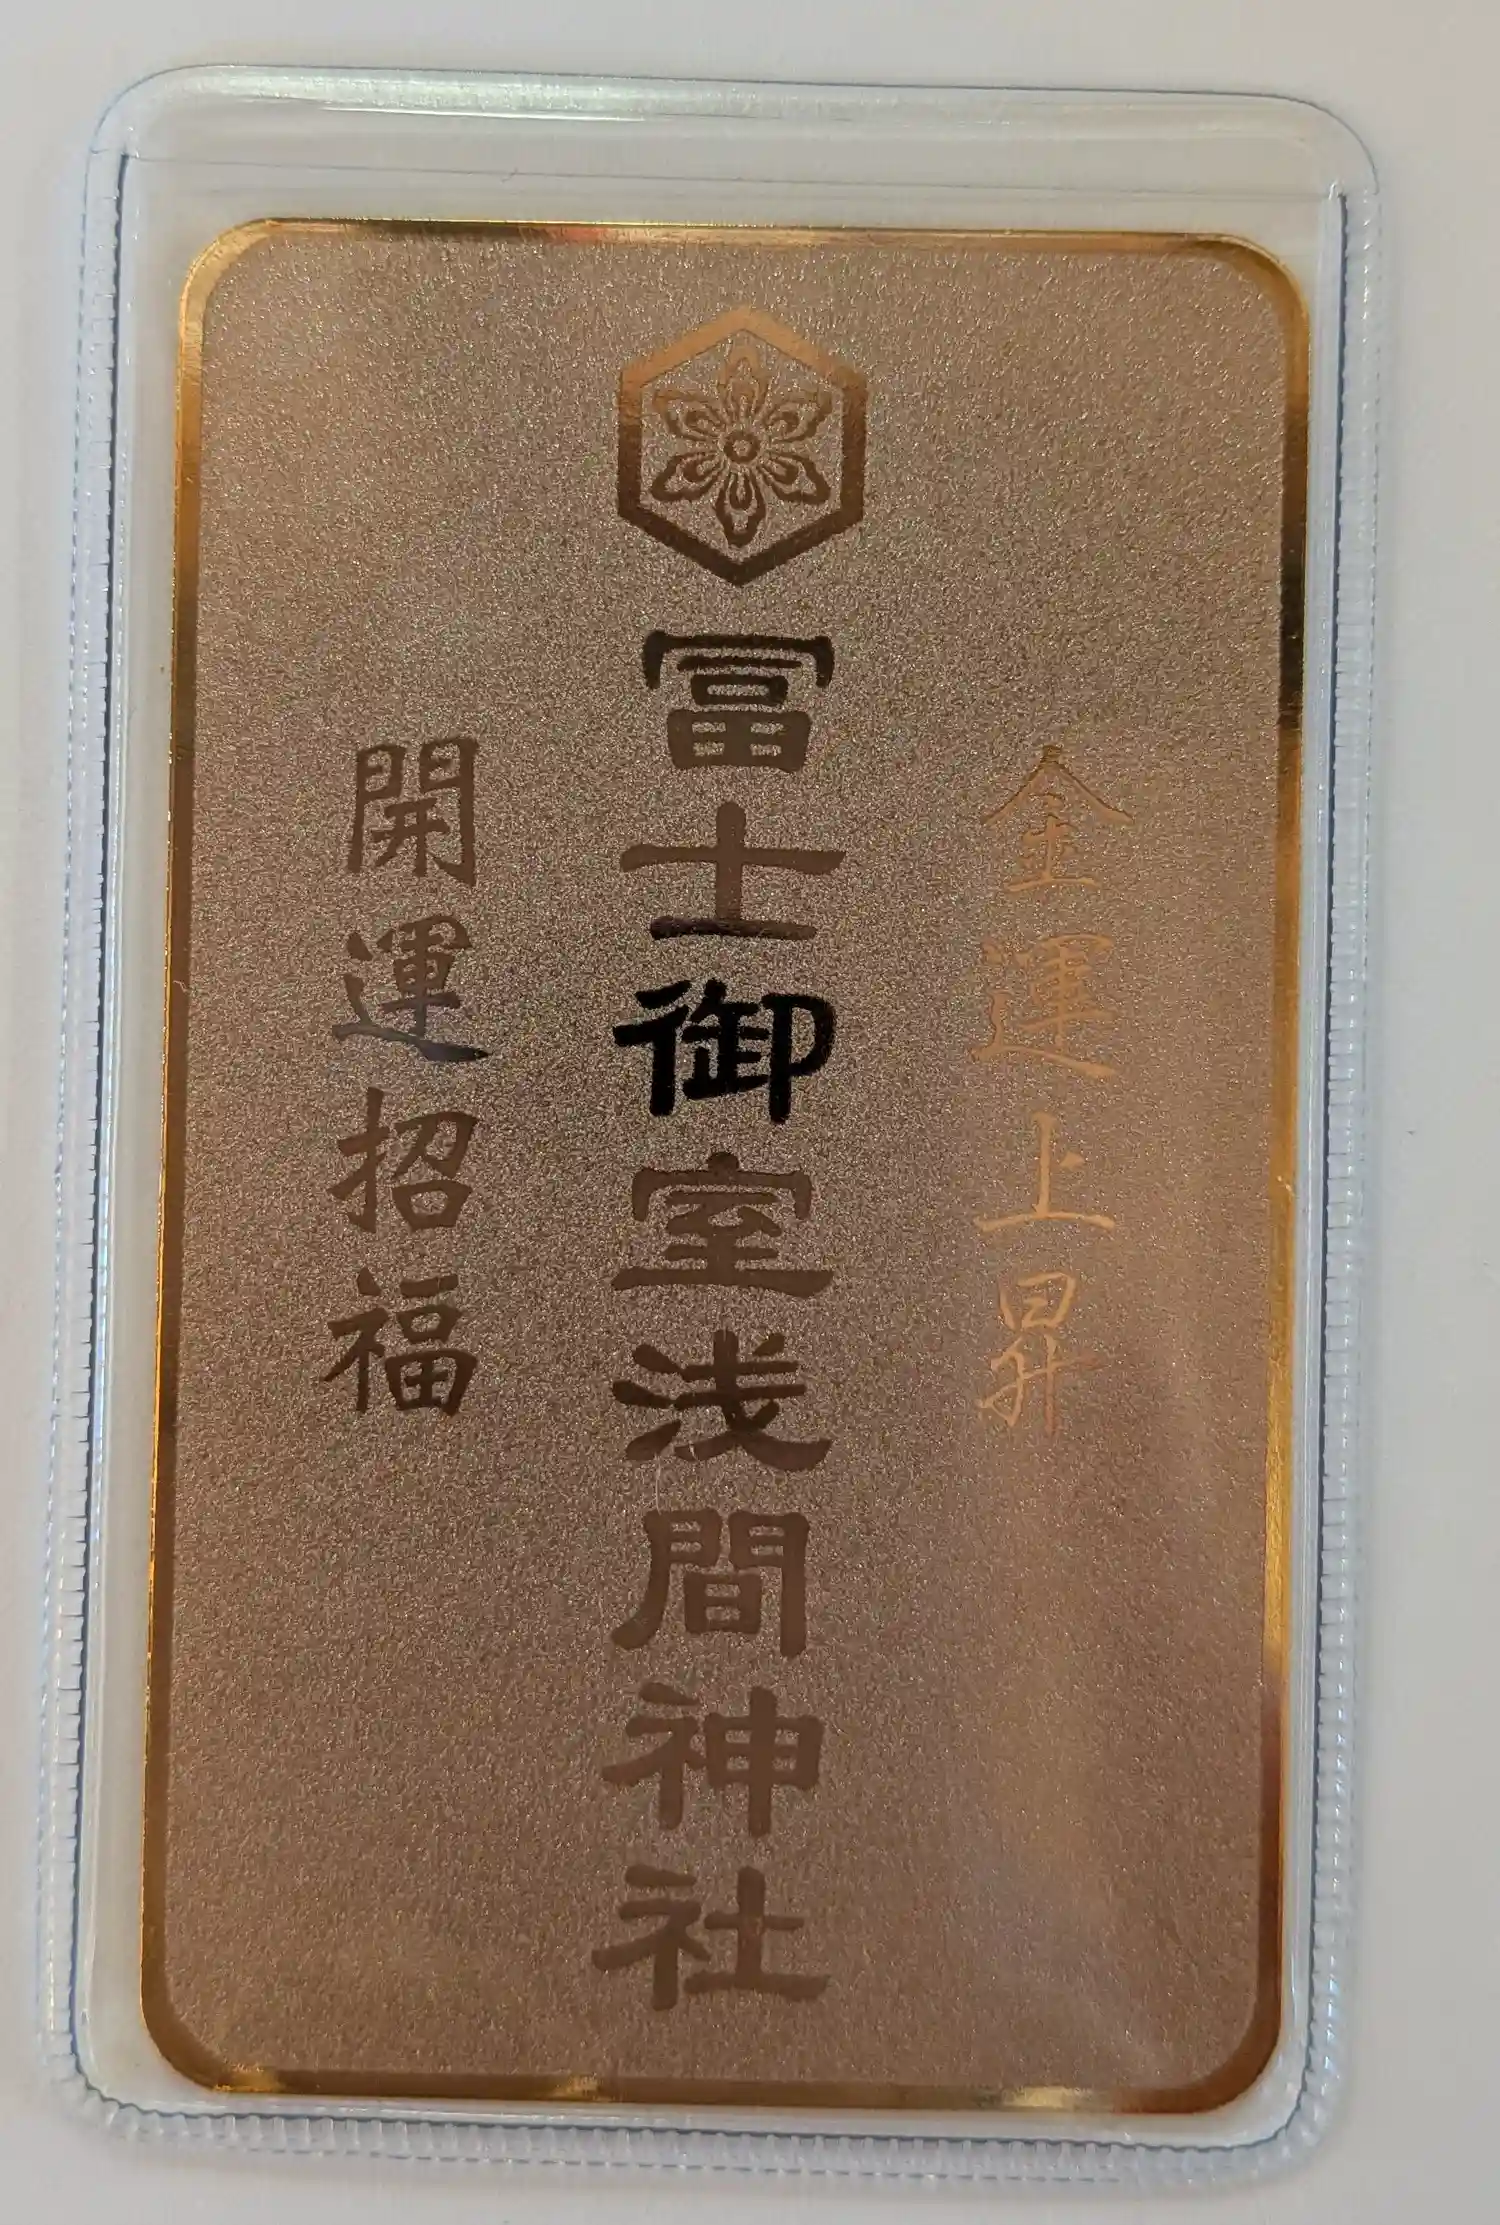 金運上昇
冨士御室浅間神社
開運招福